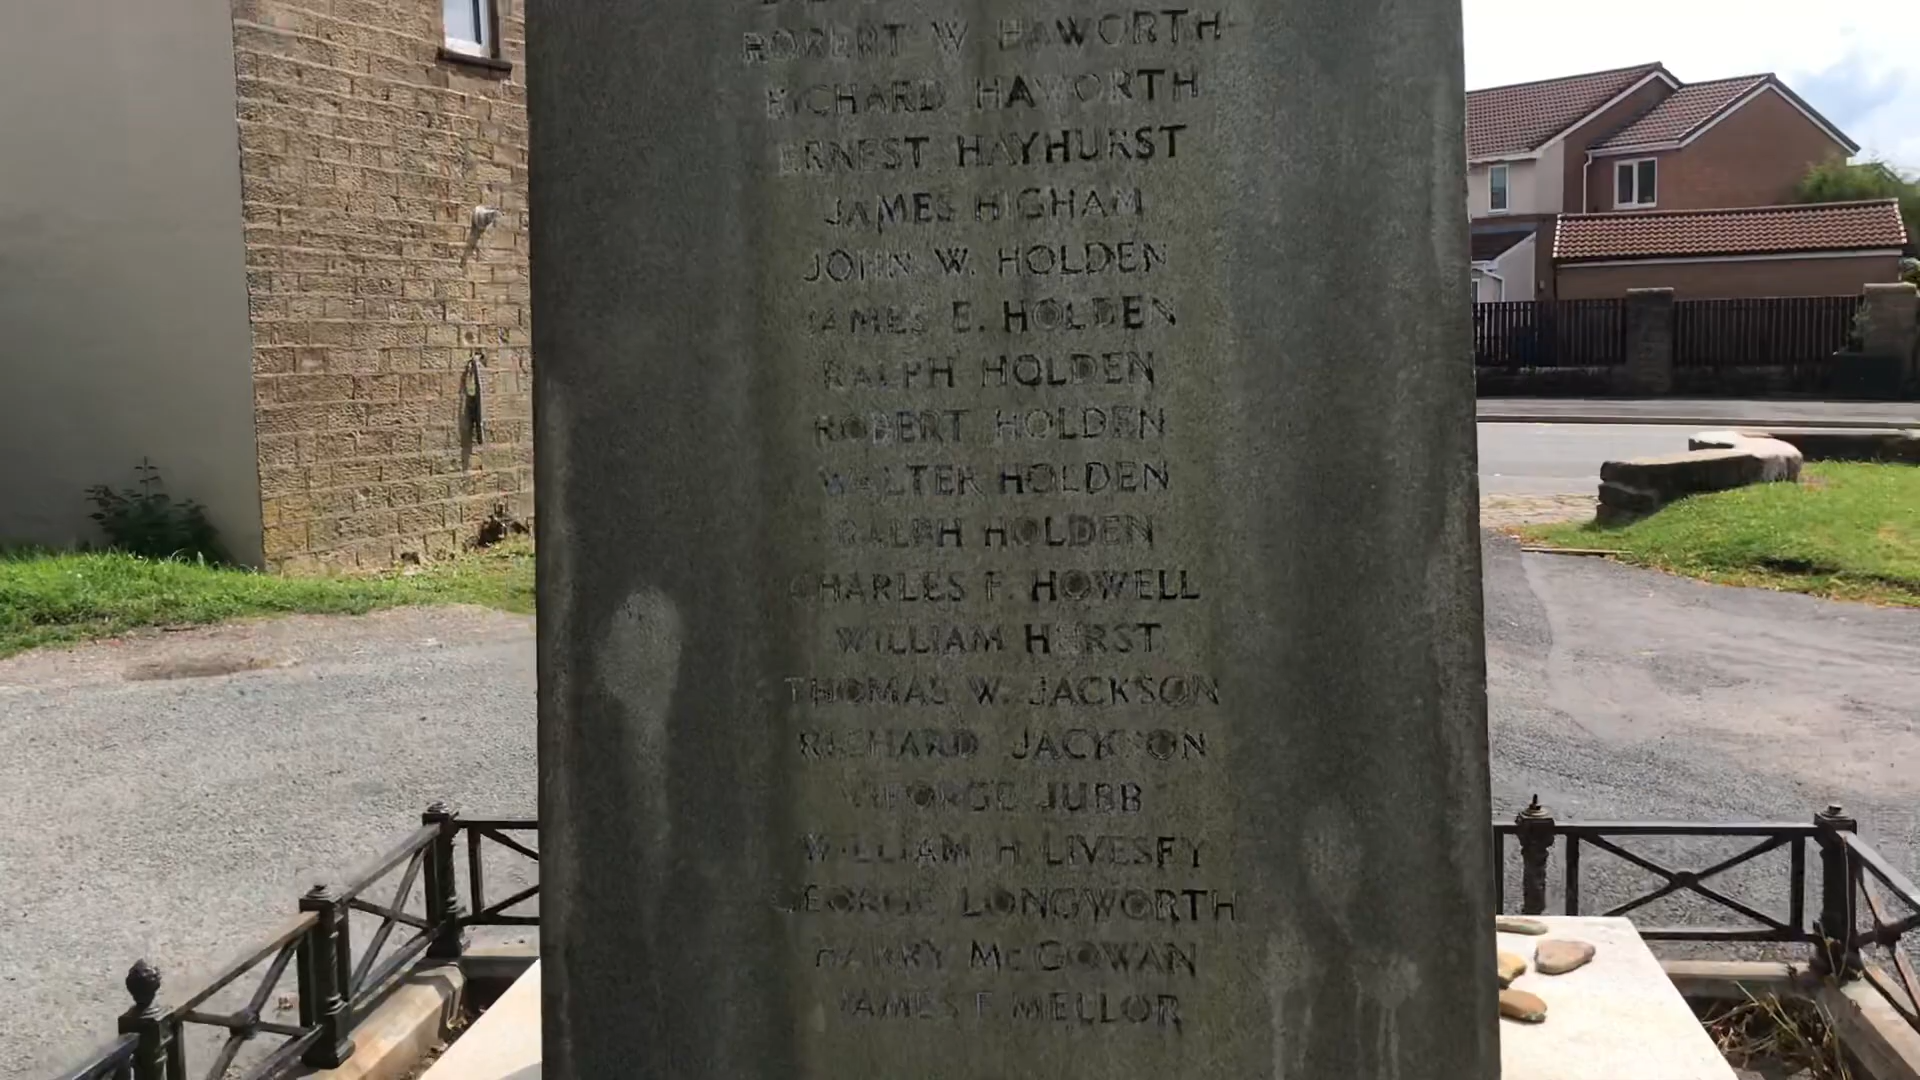 ROBERT W. HAWORTH
RICHARD HAWORTH
ERNEST HAYHURST
JAMES HIGHAM
JOHN W. HOLDEN
JAMES E. HOLDEN
RALPH HOLDEN
ROBERT HOLDEN
WALTER HOLDEN
RALPH HOLDEN
CHARLES F. HOWELL
WILLIAM HURST
THOMAS W. JACKSON
RICHARD JACKSON
GEORGE JUBB
WILLIAM H. LIVESEY
GEORGE LONGWORTH
HARRY McGOWAN
JAMES F. MELLOR